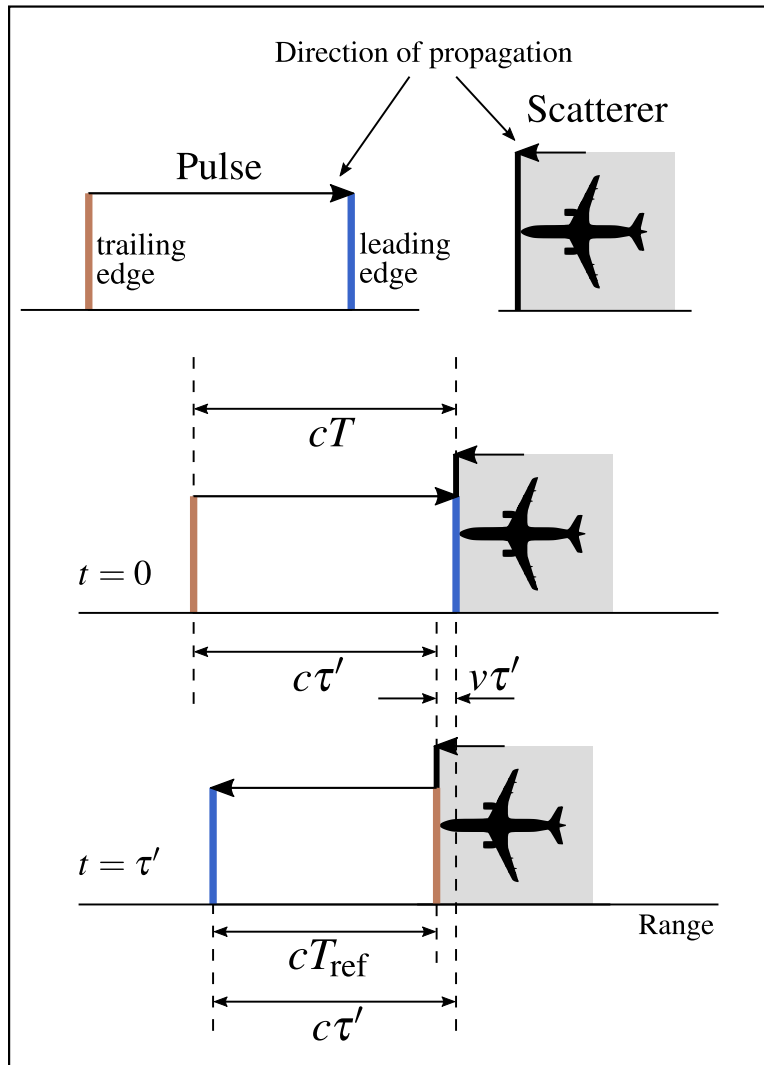 Direction of propagation
Scatterer
Pulse
trailing
edge
leading
edge
cT
t = 0
cτ′
vτ′
t = τ′
Range
cT_ref
cτ′